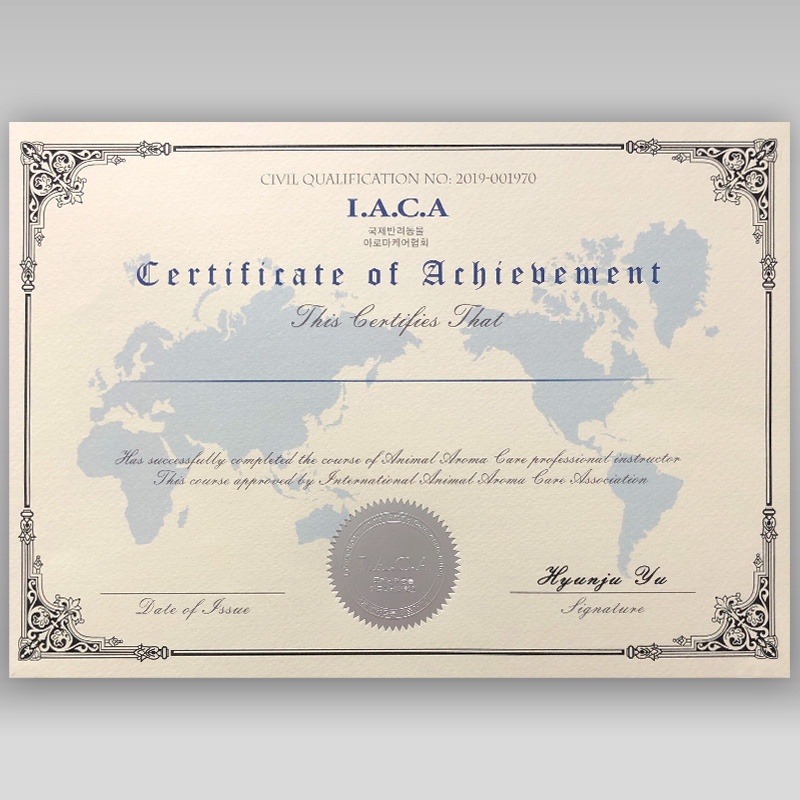 CIVIL QUALIFICATION NO: 2019-001970
I.A.C.A
국제반려동물
아로마케어협회
Certificate of Achievement
This Certifies That
Has successfully completed the course of Animal Aroma Care professional instructor
This course approved by International Animal Aroma Care Association
I.A.C.A
Hyunju Yu
Date of Issue
Signature